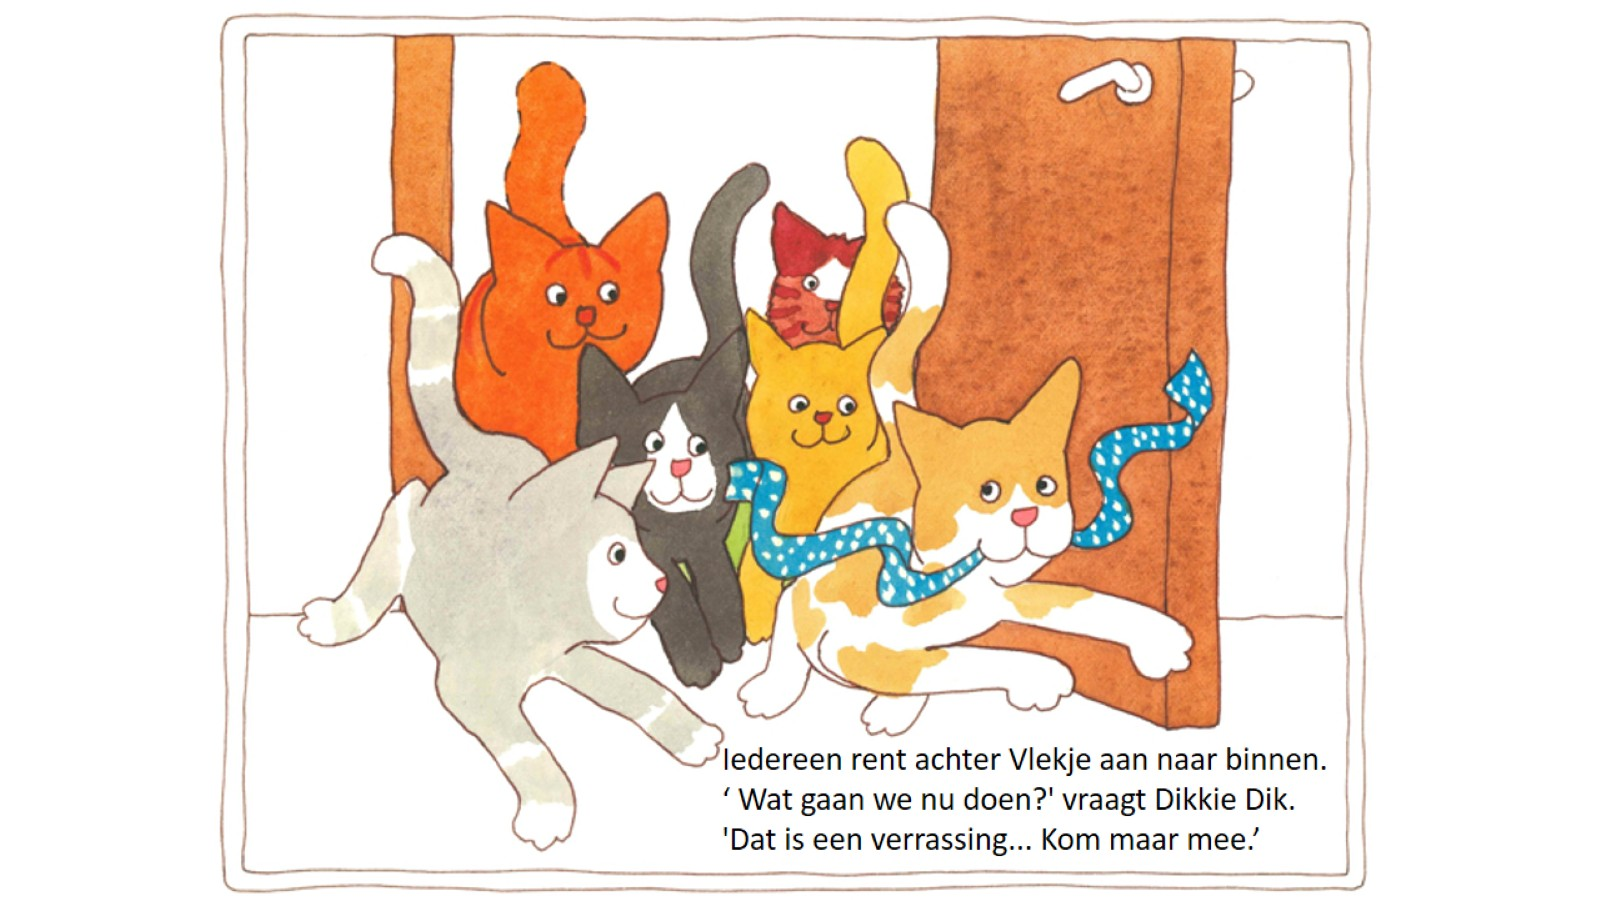 Iedereen rent achter Vlekje aan naar binnen.
‘ Wat gaan we nu doen?' vraagt Dikkie Dik.
'Dat is een verrassing... Kom maar mee.’